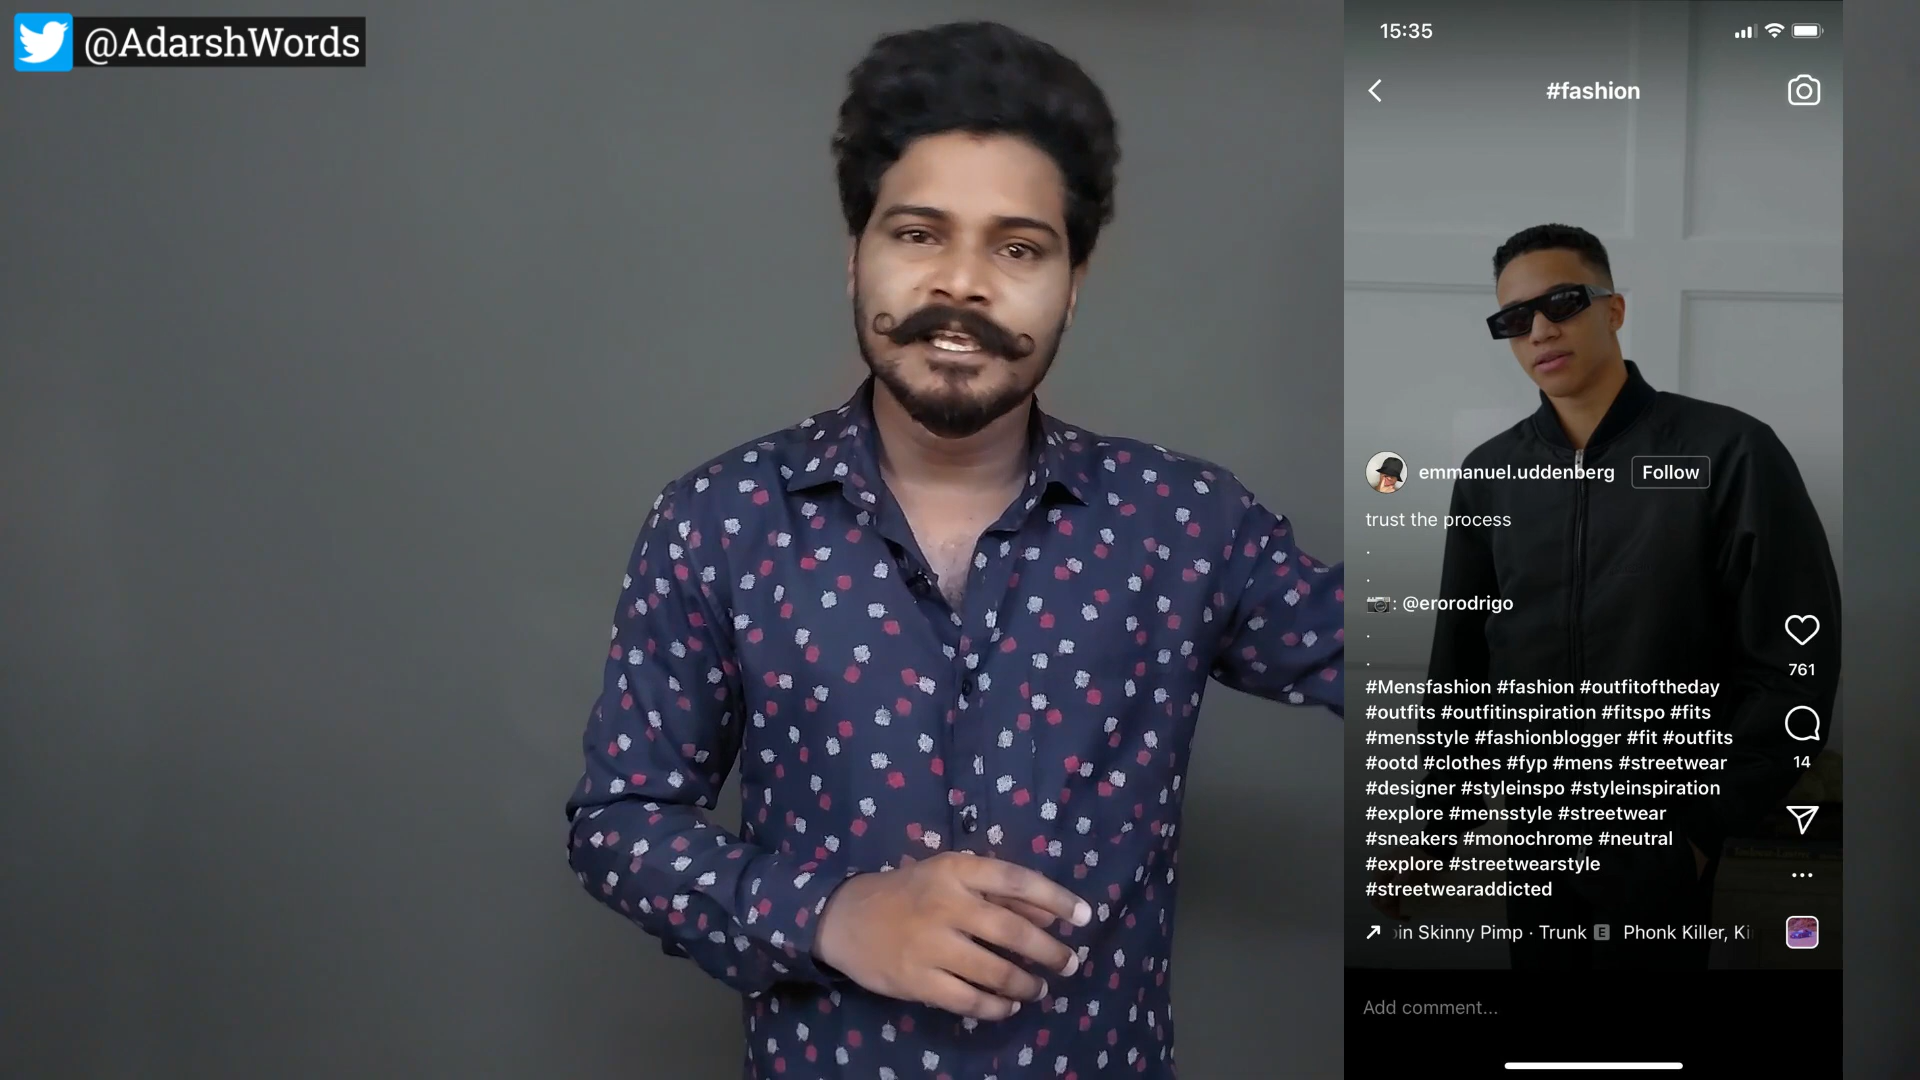 @AdarshWords
15:35
#fashion
emmanuel.uddenberg Follow
trust the process
.
.
📷: @erorodrigo
.
.
#Mensfashion #fashion #outfitoftheday
#outfits #outfitinspiration #fitspo #fits
#mensstyle #fashionblogger #fit #outfits
#ootd #clothes #fyp #mens #streetwear
#designer #styleinspo #styleinspiration
#explore #mensstyle #streetwear
#sneakers #monochrome #neutral
#explore #streetwearstyle
#streetwearaddicted
761
14
Skinny Pimp · Trunk E Phonk Killer,
Add comment...